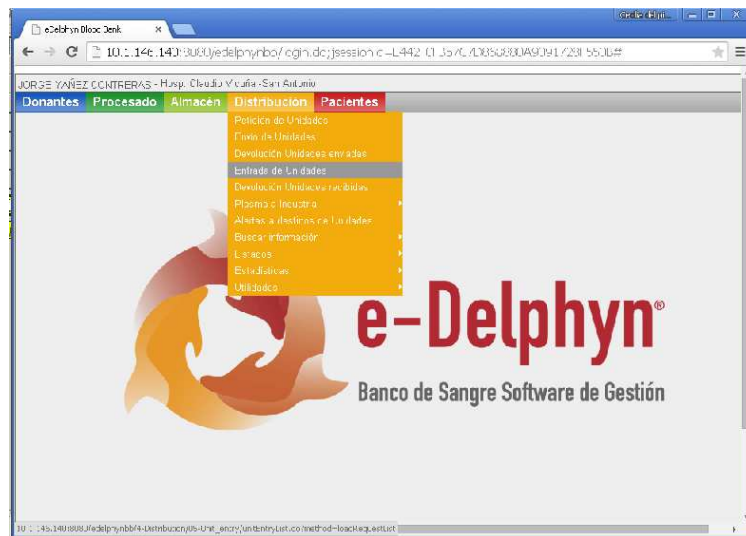 eDelphyn Blood Bank
JORGE YAÑEZ CONTRERAS - Hosp. Claudio Vicuña -San Antonio
Donantes Procesado Almacén Distribución Pacientes
Petición de Unidades
Envío de Unidades
Devolución Unidades enviadas
Entrada de Unidades
Devolución Unidades recibidas
Plasma a Industria
Alertas a destinos de Unidades
Buscar información
Listados
Estadísticas
Utilidades
e-Delphyn®
Banco de Sangre Software de Gestión